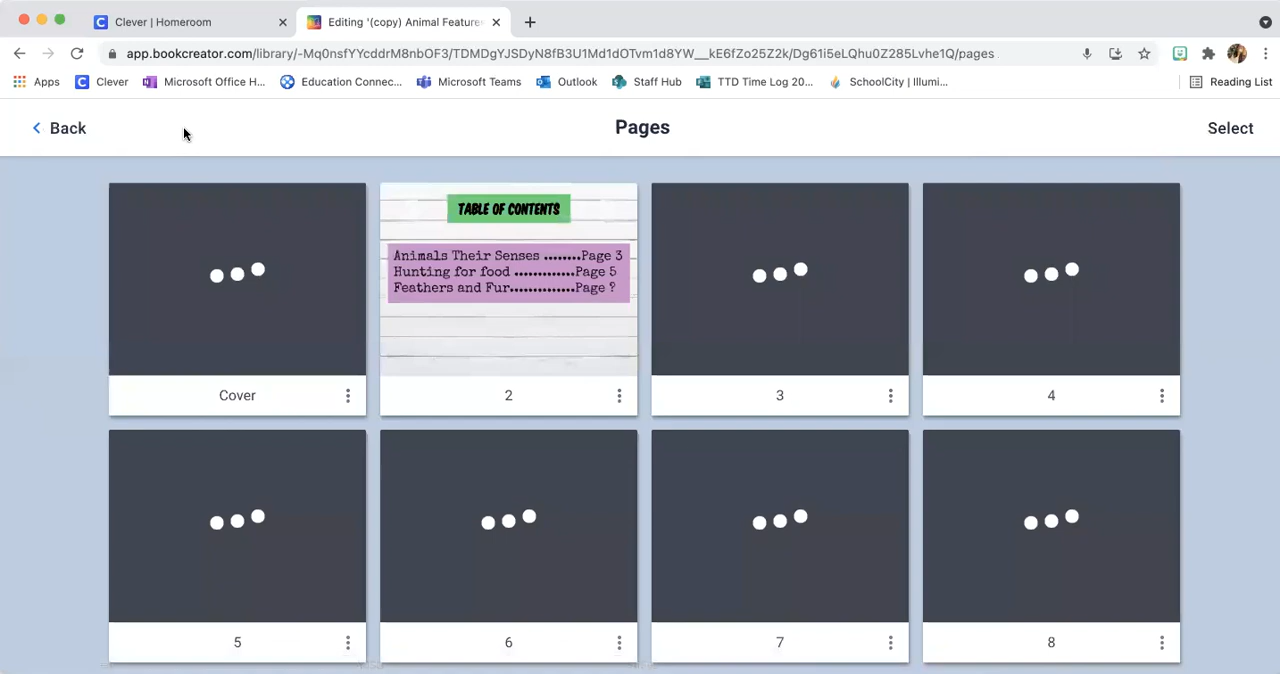 Clever | Homeroom
Editing '(copy) Animal Feature
app.bookcreator.com/library/-Mq0nsfYYcddrM8nbOF3/TDMDgYJSDyN8fB3U1Md1dOTvm1d8YW__kE6fZo25Z2k/Dg61i5eLQhu0Z285Lvhe1Q/pages
Apps Clever Microsoft Office H... Education Connec... Microsoft Teams Outlook Staff Hub TTD Time Log 20... SchoolCity | Illumi... Reading List
Back Pages Select
TABLE OF CONTENTS
Animals Their Senses ........Page 3
Hunting for food .............Page 5
Feathers and Fur..............Page ?
Cover 2 3 4
5 6 7 8